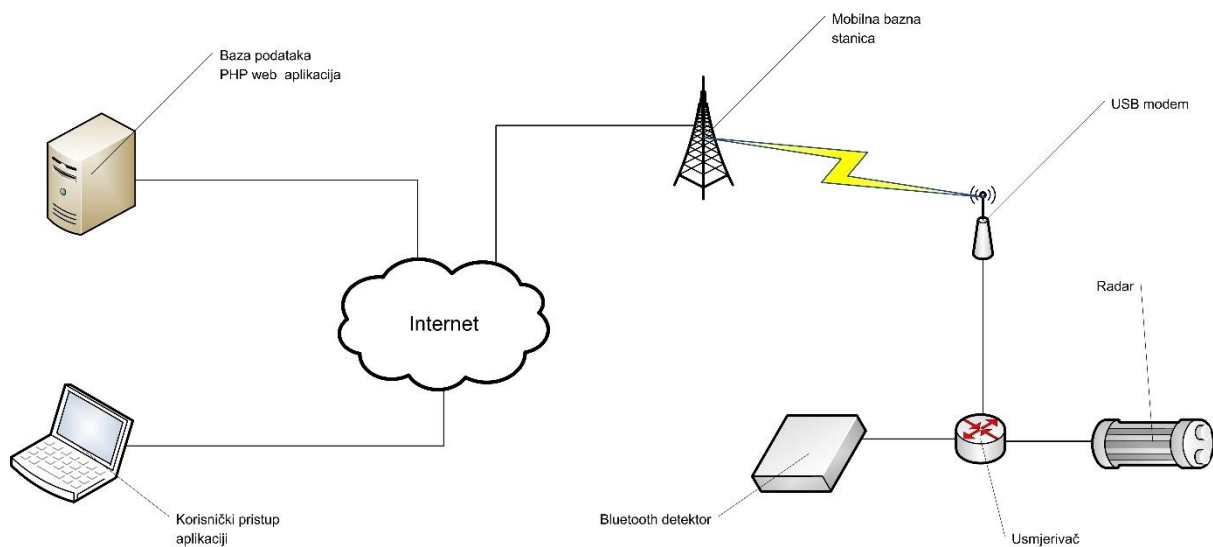 Mobilna bazna
stanica
Baza podataka
PHP web aplikacija
USB modem
Radar
Internet
Korisnički pristup
aplikaciji
Bluetooth detektor
Usmjerivač